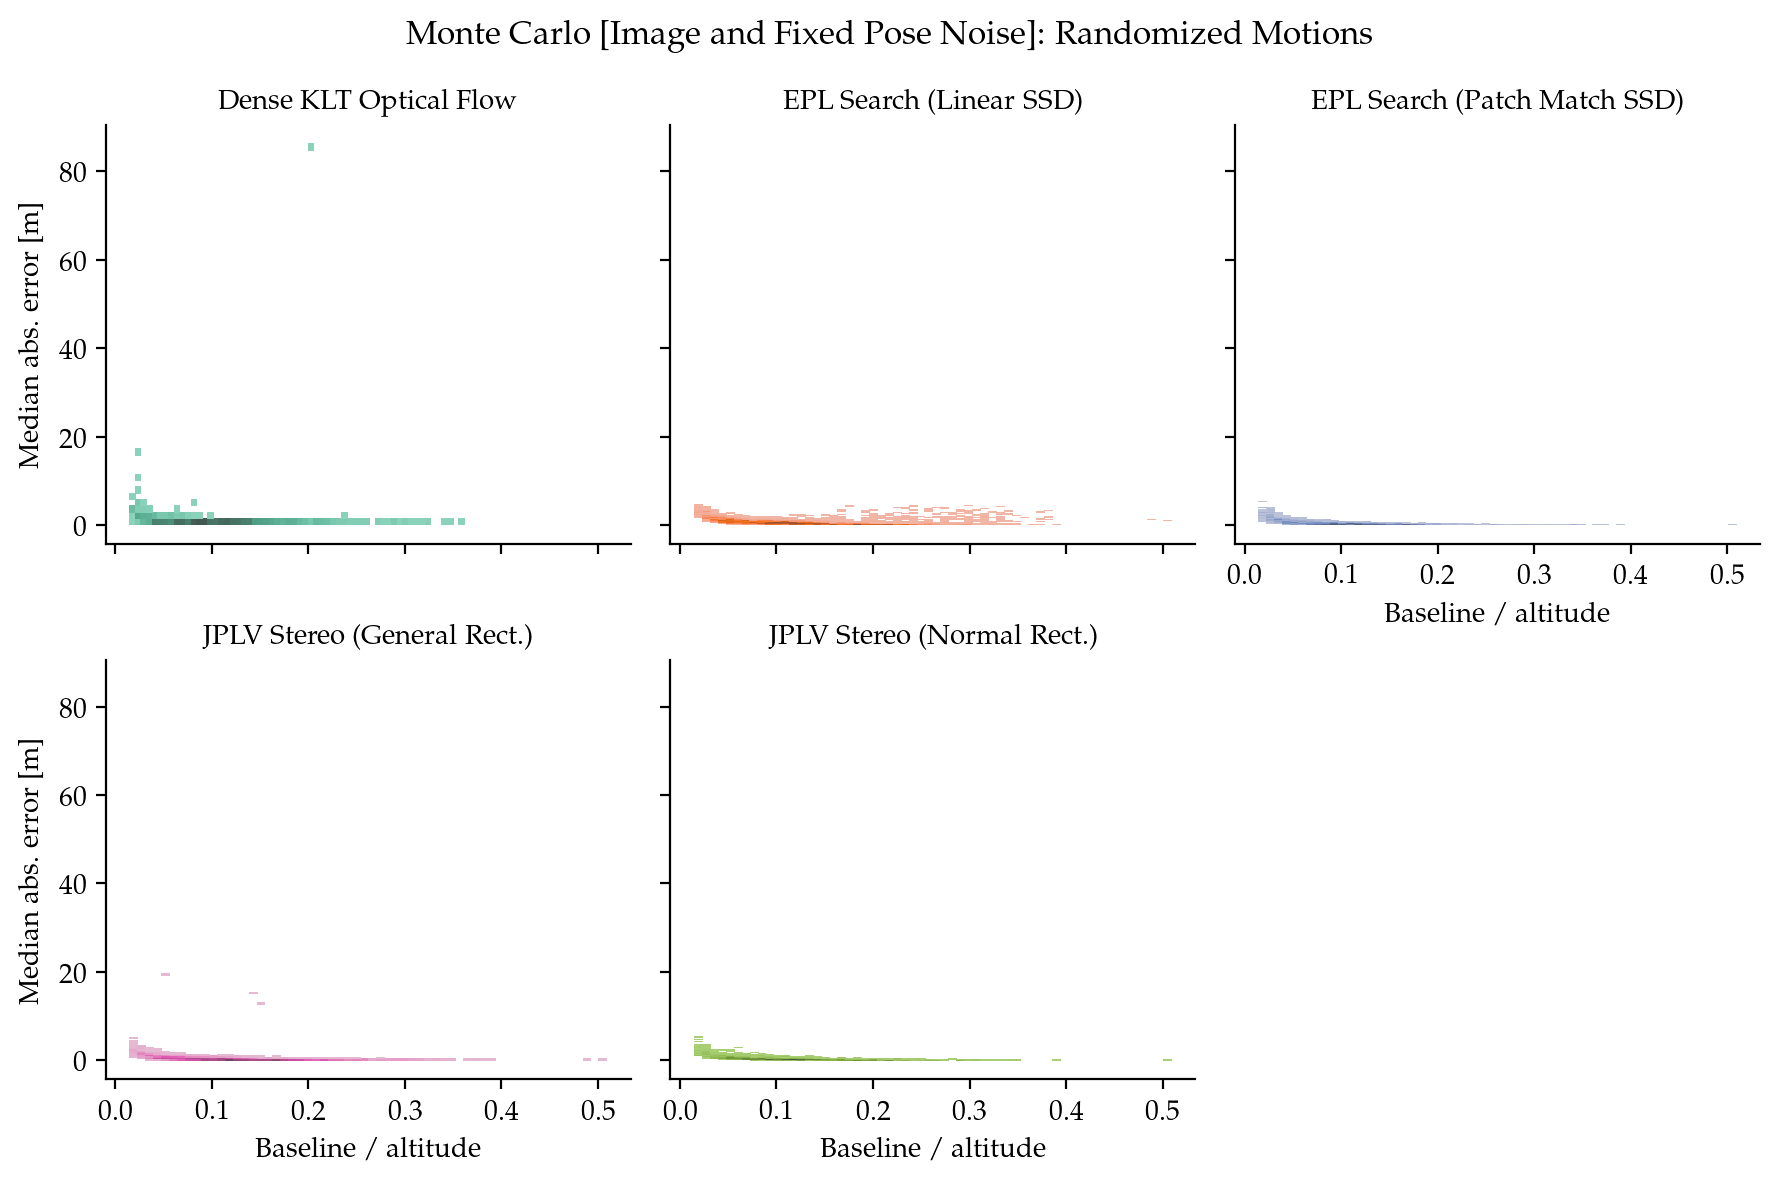 Monte Carlo [Image and Fixed Pose Noise]: Randomized Motions
Dense KLT Optical Flow
EPL Search (Linear SSD)
EPL Search (Patch Match SSD)
Median abs. error [m]
80
60
40
20
0
0.0 0.1 0.2 0.3 0.4 0.5
Baseline / altitude
JPLV Stereo (General Rect.)
JPLV Stereo (Normal Rect.)
Median abs. error [m]
80
60
40
20
0
0.0 0.1 0.2 0.3 0.4 0.5
Baseline / altitude
0.0 0.1 0.2 0.3 0.4 0.5
Baseline / altitude